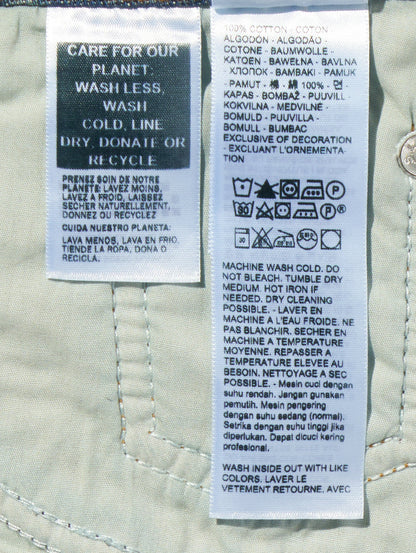 CARE FOR OUR
PLANET:
WASH LESS,
WASH
COLD, LINE
DRY, DONATE OR
RECYCLE
PRENEZ SOIN DE NOTRE
PLANÈTE: LAVEZ MOINS,
LAVEZ A FROID, LAISSEZ
SECHER NATURELLEMENT,
DONNEZ OU RECYCLEZ
CUIDA NUESTRO PLANETA:
LAVA MENOS, LAVA EN FRIO,
TIENDE LA ROPA, DONA O
RECICLA.
100% COTTON - COTON
ALGODÓN - ALGODÃO -
COTONE - BAUMWOLLE -
KATOEN - BAWEŁNA - BAVLNA
- ХЛОПОК - BAMBAKI - PAMUK
- PAMUT - 棉 - 綿 100% - 면
- KAPAS - BOMBAŽ - PUUVILL -
KOKVILNA - MEDVILNĖ -
BOMULD - PUUVILLA -
BOMULL - BUMBAC
EXCLUSIVE OF DECORATION
- EXCLUANT L'ORNEMENTA-
TION
MACHINE WASH COLD. DO
NOT BLEACH. TUMBLE DRY
MEDIUM. HOT IRON IF
NEEDED. DRY CLEANING
POSSIBLE. - LAVER EN
MACHINE A L'EAU FROIDE. NE
PAS BLANCHIR. SECHER EN
MACHINE A TEMPERATURE
MOYENNE. REPASSER A
TEMPERATURE ELEVEE AU
BESOIN. NETTOYAGE A SEC
POSSIBLE. - Mesin cuci dengan
suhu rendah. Jangan gunakan
pemutih. Mesin pengering
dengan suhu sedang (normal).
Setrika dengan suhu tinggi jika
diperlukan. Dapat dicuci kering
profesional.
WASH INSIDE OUT WITH LIKE
COLORS. LAVER LE
VETEMENT RETOURNE, AVEC